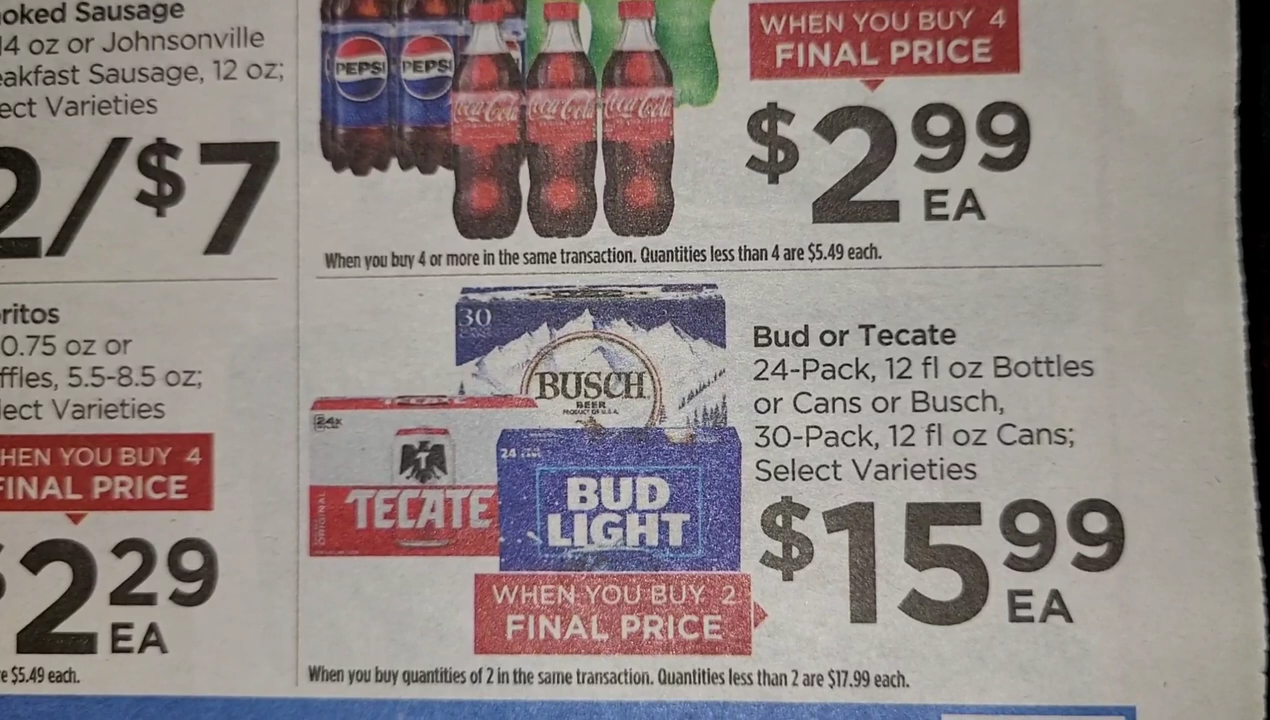 oked Sausage
14 oz or Johnsonville
eakfast Sausage, 12 oz;
ect Varieties
2/$7
PEPSI PEPSI
Coca-Cola Coca-Cola Coca-Cola
WHEN YOU BUY 4
FINAL PRICE
$2.99
EA
When you buy 4 or more in the same transaction. Quantities less than 4 are $5.49 each.
ritos
0.75 oz or
ffles, 5.5-8.5 oz;
lect Varieties
HEN YOU BUY 4
FINAL PRICE
$2.29
EA
e $5.49 each.
30
BUSCH
BEER
PRODUCT OF U.S.A.
24x
T
ORIGINAL
TECATE
24
BUD
LIGHT
WHEN YOU BUY 2
FINAL PRICE
Bud or Tecate
24-Pack, 12 fl oz Bottles
or Cans or Busch,
30-Pack, 12 fl oz Cans;
Select Varieties
$15.99
EA
When you buy quantities of 2 in the same transaction. Quantities less than 2 are $17.99 each.